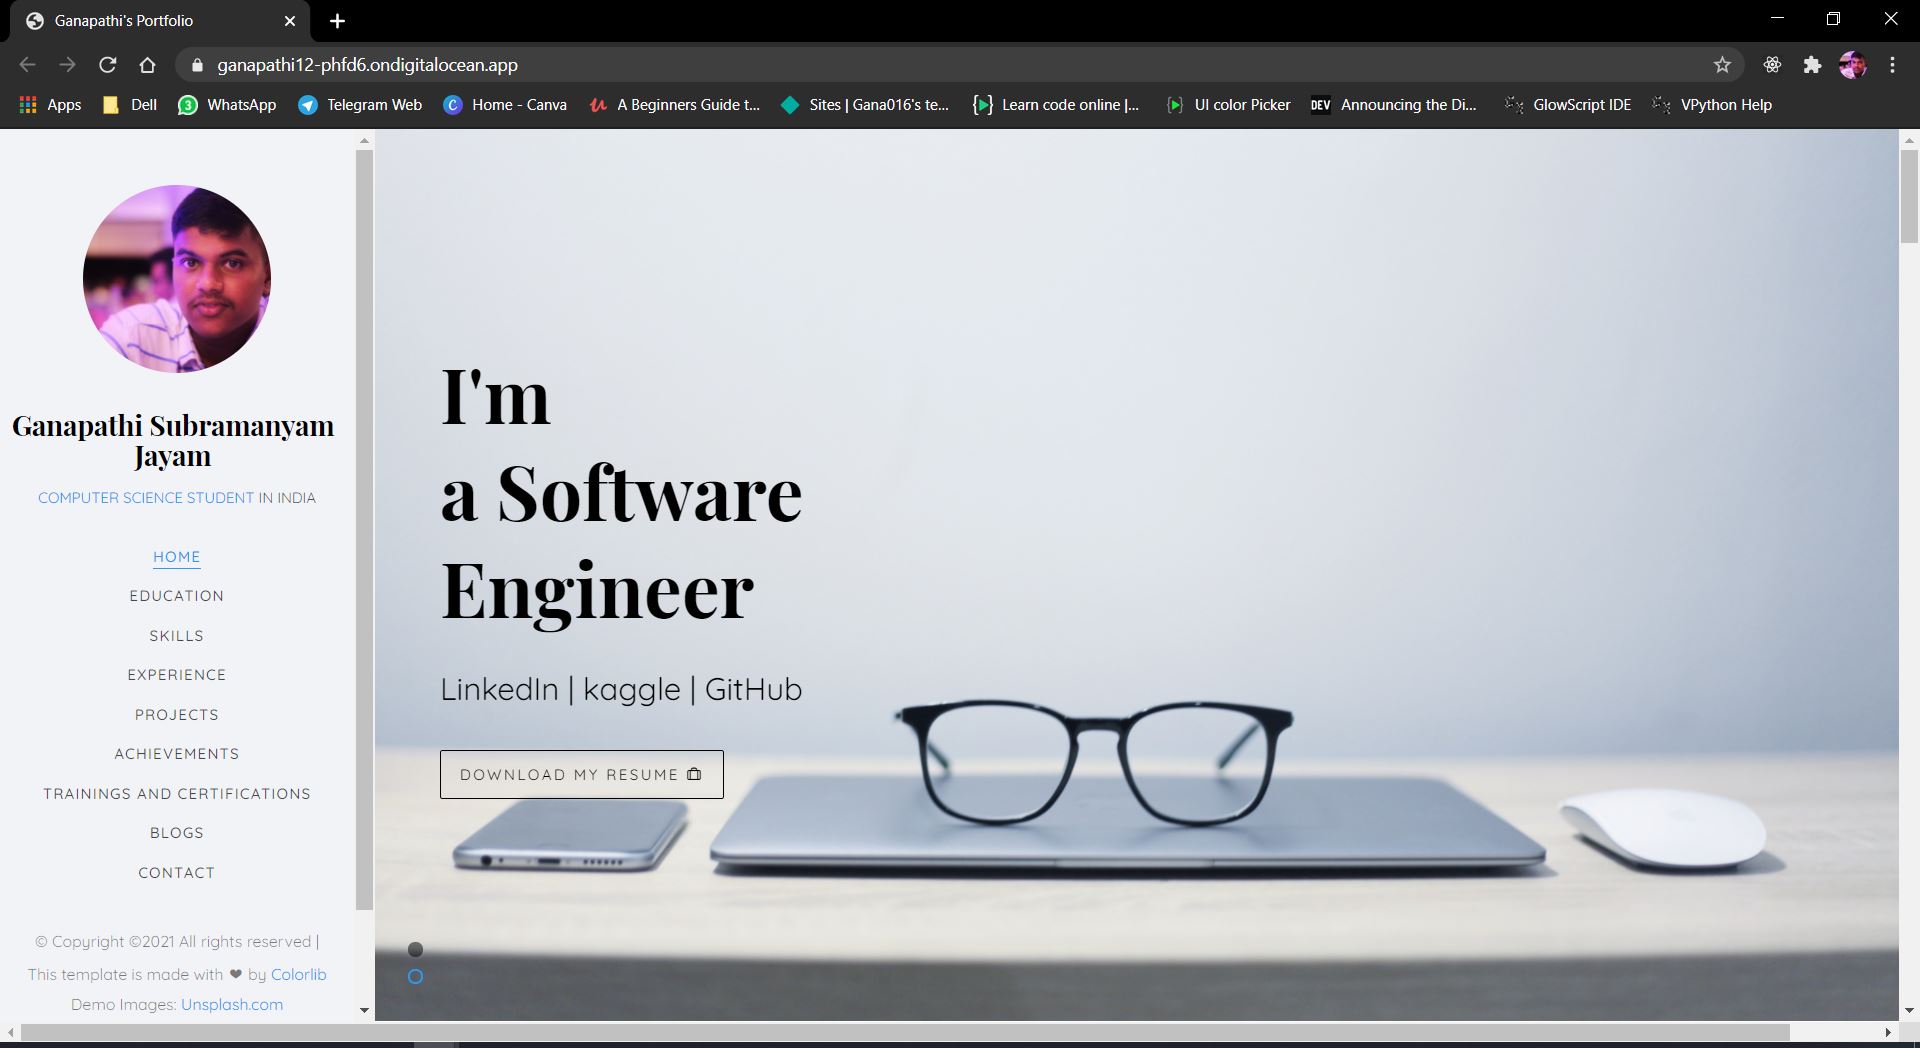 Ganapathi's Portfolio
ganapathi12-phfd6.ondigitalocean.app
Apps Dell WhatsApp Telegram Web Home - Canva A Beginners Guide t... Sites | Gana016's te... Learn code online |... UI color Picker DEV Announcing the Di... GlowScript IDE VPython Help
Ganapathi Subramanyam
Jayam
COMPUTER SCIENCE STUDENT IN INDIA
HOME
EDUCATION
SKILLS
EXPERIENCE
PROJECTS
ACHIEVEMENTS
TRAININGS AND CERTIFICATIONS
BLOGS
CONTACT
© Copyright ©2021 All rights reserved |
This template is made with ❤ by Colorlib
Demo Images: Unsplash.com
I'm
a Software
Engineer
LinkedIn | kaggle | GitHub
DOWNLOAD MY RESUME